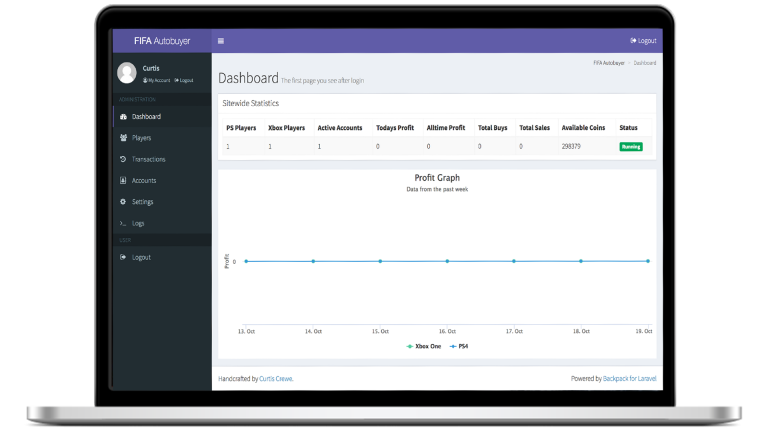 FIFA Autobuyer
Logout
Curtis
My Account Logout
FIFA Autobuyer > Dashboard
Dashboard The first page you see after login
ADMINISTRATION
Dashboard
Players
Transactions
Accounts
Settings
Logs
USER
Logout
Sitewide Statistics
PS Players Xbox Players Active Accounts Todays Profit Alltime Profit Total Buys Total Sales Available Coins Status
1 1 1 0 0 0 0 298379 Running
Profit Graph
Data from the past week
Profit
0
13. Oct 14. Oct 15. Oct 16. Oct 17. Oct 18. Oct 19. Oct
Xbox One PS4
Handcrafted by Curtis Crewe.
Powered by Backpack for Laravel